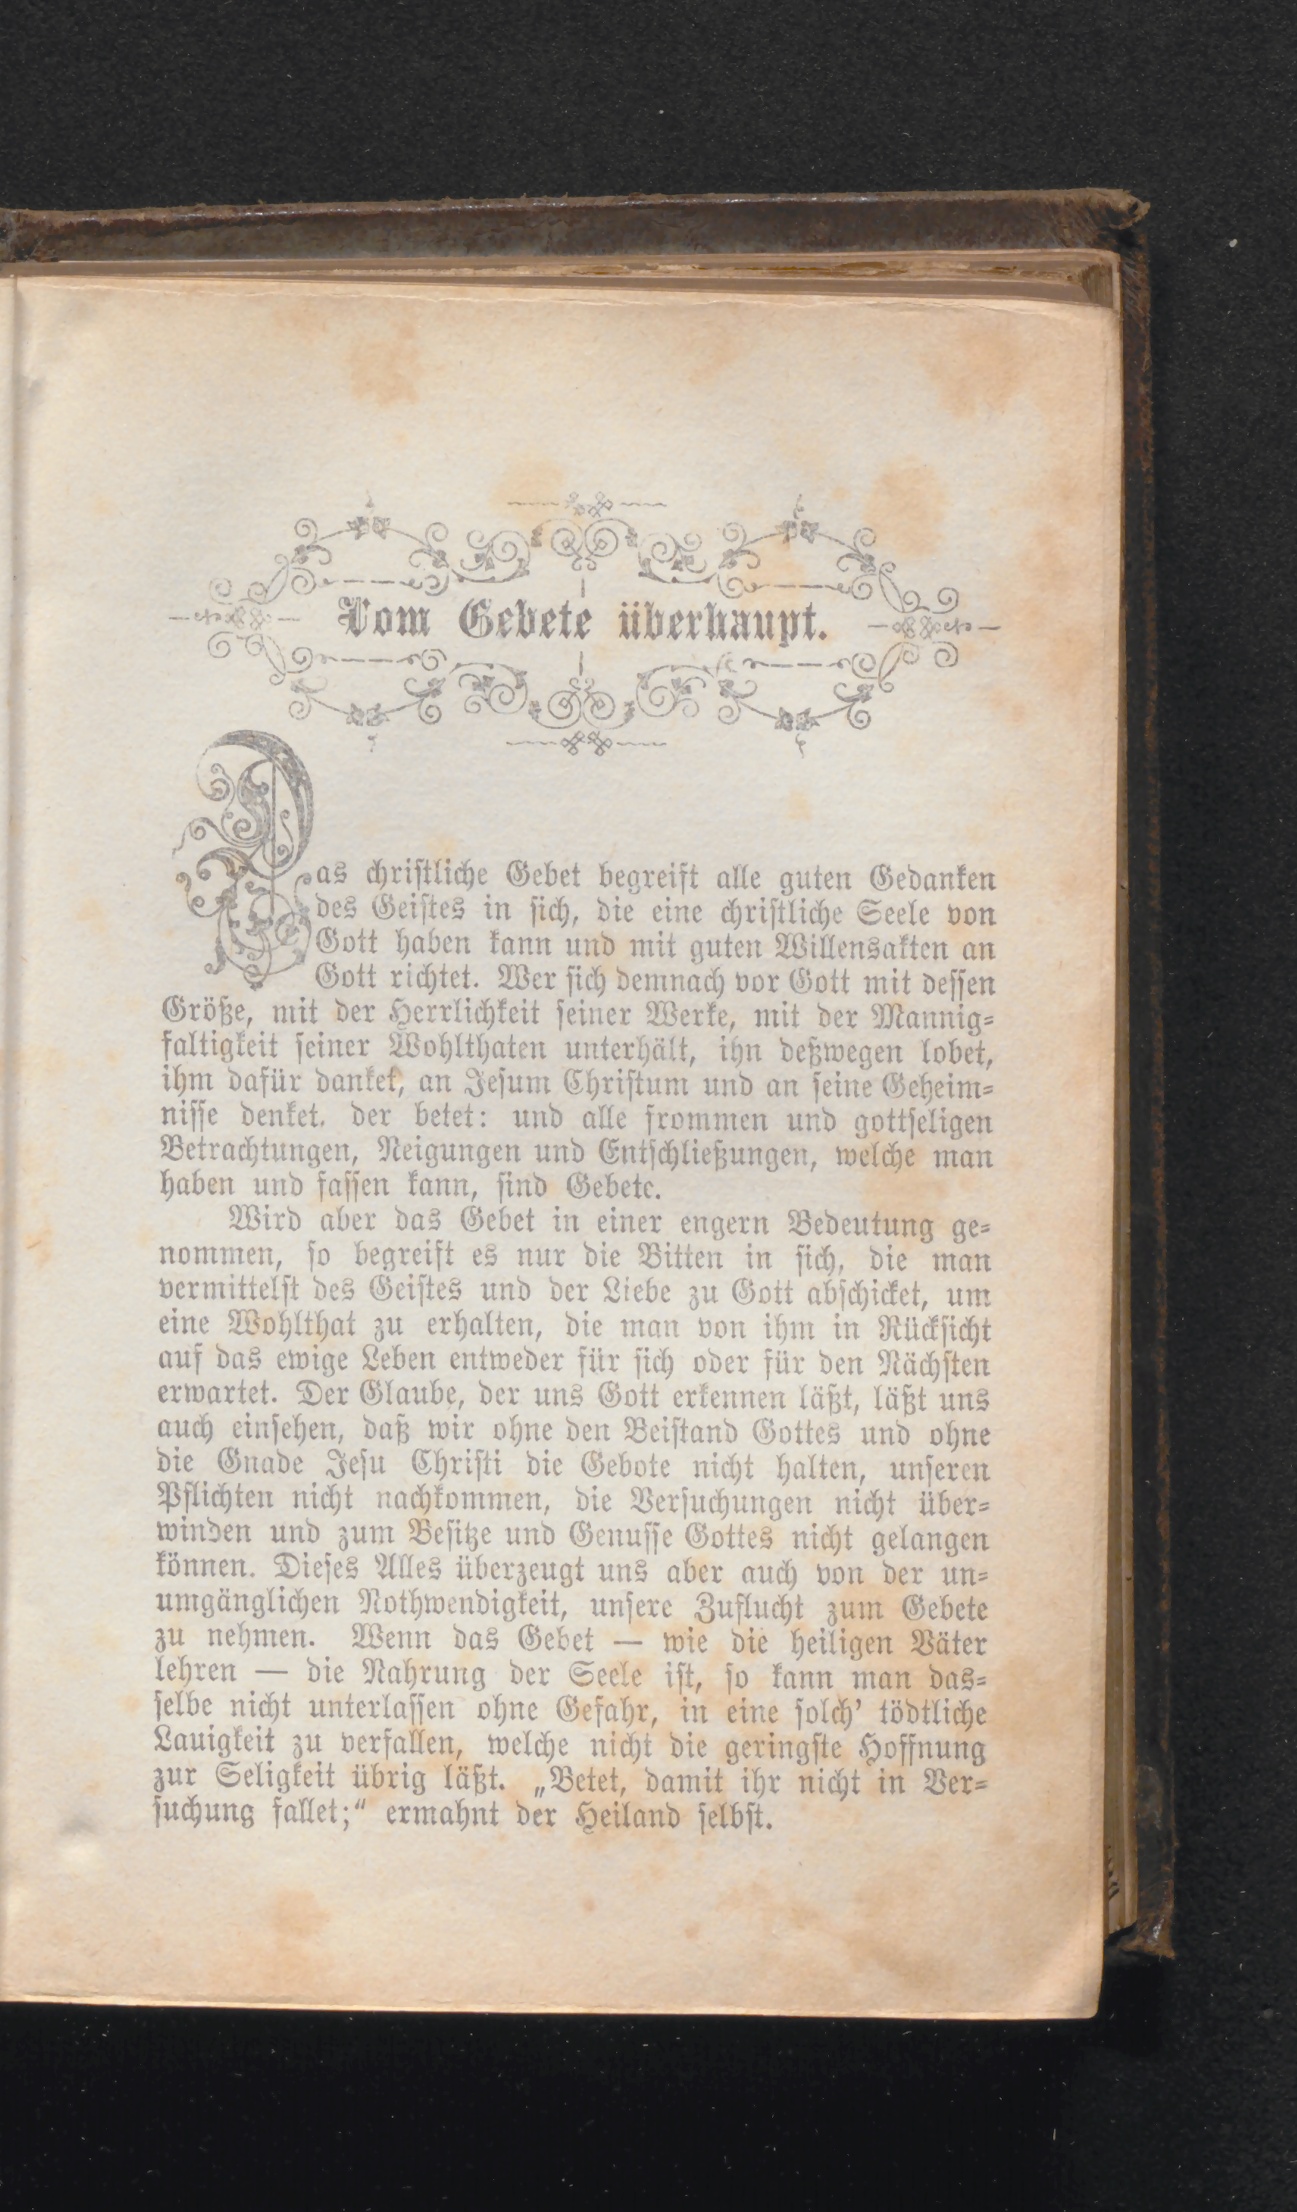 Vom Gebete überhaupt.
Das christliche Gebet begreift alle guten Gedanken
des Geistes in sich, die eine christliche Seele von
Gott haben kann und mit guten Willensakten an
Gott richtet. Wer sich demnach vor Gott mit dessen
Größe, mit der Herrlichkeit seiner Werke, mit der Mannig-
faltigkeit seiner Wohlthaten unterhält, ihn deßwegen lobet,
ihm dafür danket, an Jesum Christum und an seine Geheim-
nisse denket, der betet: und alle frommen und gottseligen
Betrachtungen, Neigungen und Entschließungen, welche man
haben und fassen kann, sind Gebete.
Wird aber das Gebet in einer engern Bedeutung ge-
nommen, so begreift es nur die Bitten in sich, die man
vermittelst des Geistes und der Liebe zu Gott abschicket, um
eine Wohlthat zu erhalten, die man von ihm in Rücksicht
auf das ewige Leben entweder für sich oder für den Nächsten
erwartet. Der Glaube, der uns Gott erkennen läßt, läßt uns
auch einsehen, daß wir ohne den Beistand Gottes und ohne
die Gnade Jesu Christi die Gebote nicht halten, unseren
Pflichten nicht nachkommen, die Versuchungen nicht über-
winden und zum Besitze und Genusse Gottes nicht gelangen
können. Dieses Alles überzeugt uns aber auch von der un-
umgänglichen Nothwendigkeit, unsere Zuflucht zum Gebete
zu nehmen. Wenn das Gebet — wie die heiligen Väter
lehren — die Nahrung der Seele ist, so kann man das-
selbe nicht unterlassen ohne Gefahr, in eine solch' tödtliche
Lauigkeit zu verfallen, welche nicht die geringste Hoffnung
zur Seligkeit übrig läßt. „Betet, damit ihr nicht in Ver-
suchung fallet;“ ermahnt der Heiland selbst.